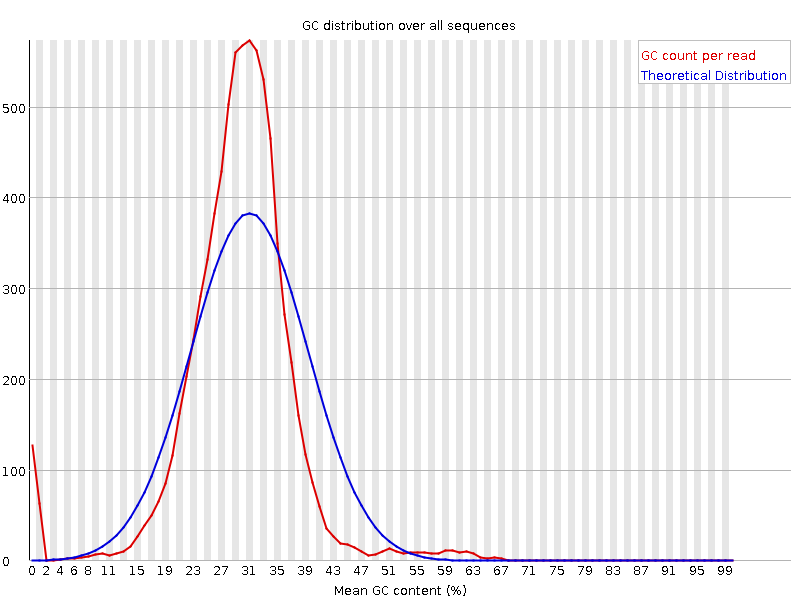 GC distribution over all sequences
GC count per read
Theoretical Distribution
500
400
300
200
100
0
0 2 4 6 8 11 15 19 23 27 31 35 39 43 47 51 55 59 63 67 71 75 79 83 87 91 95 99
Mean GC content (%)